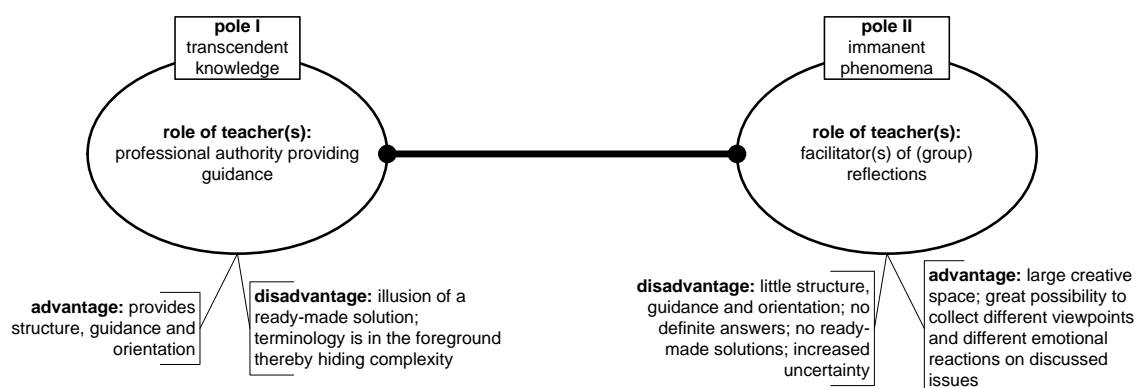 pole I
transcendent
knowledge
role of teacher(s):
professional authority providing
guidance
advantage: provides
structure, guidance and
orientation
disadvantage: illusion of a
ready-made solution;
terminology is in the foreground
thereby hiding complexity
pole II
immanent
phenomena
role of teacher(s):
facilitator(s) of (group)
reflections
disadvantage: little structure,
guidance and orientation; no
definite answers; no ready-
made solutions; increased
uncertainty
advantage: large creative
space; great possibility to
collect different viewpoints
and different emotional
reactions on discussed
issues